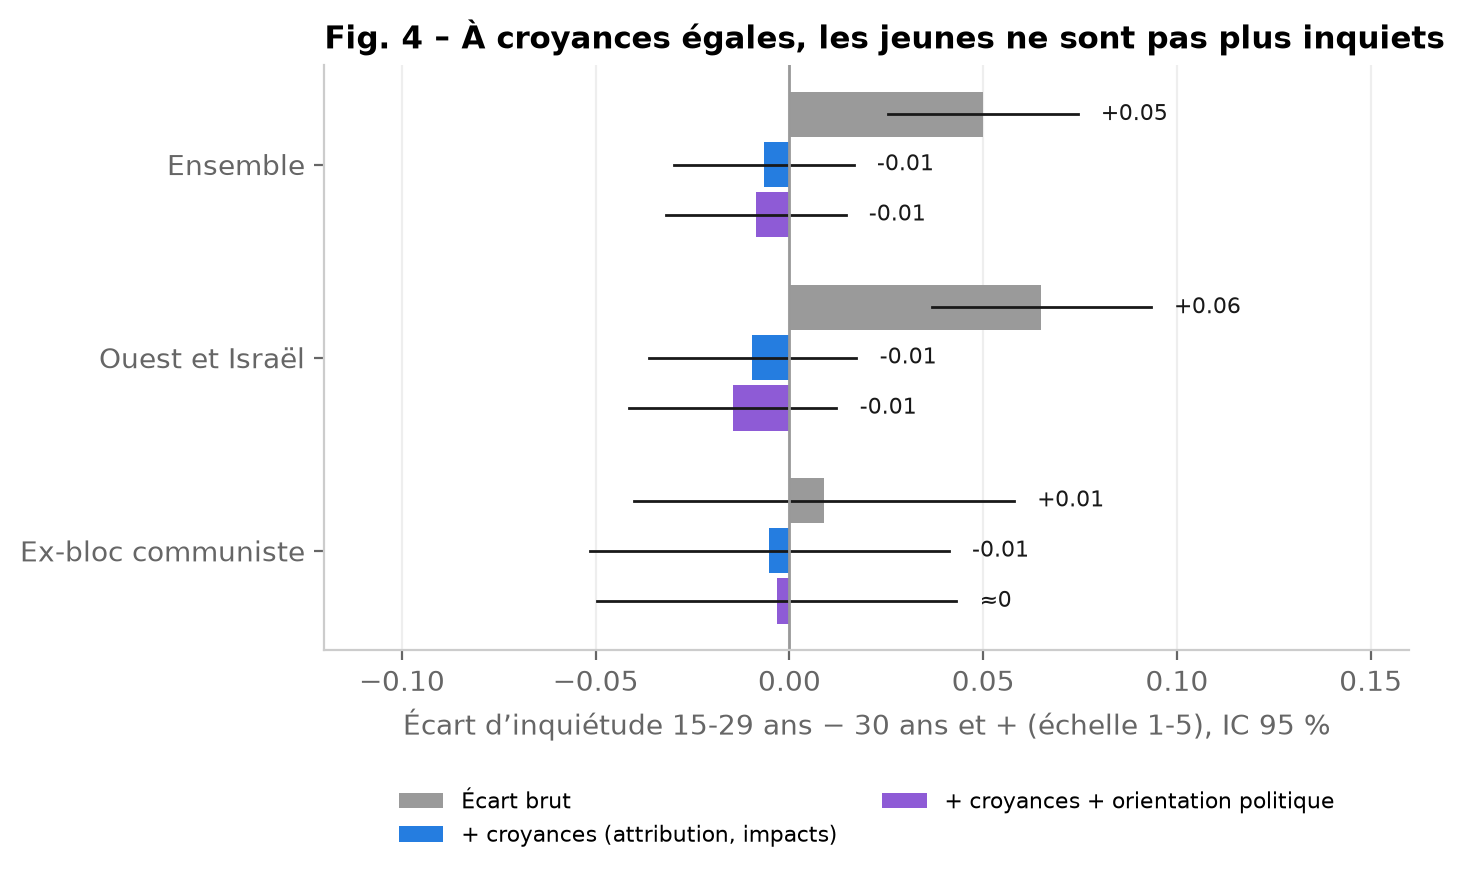 Fig. 4 – À croyances égales, les jeunes ne sont pas plus inquiets
+0.05
Ensemble
-0.01
-0.01
+0.06
Ouest et Israël
-0.01
-0.01
+0.01
Ex-bloc communiste
-0.01
≈0
−0.10 −0.05 0.00 0.05 0.10 0.15
Écart d’inquiétude 15-29 ans − 30 ans et + (échelle 1-5), IC 95 %
Écart brut
+ croyances (attribution, impacts)
+ croyances + orientation politique